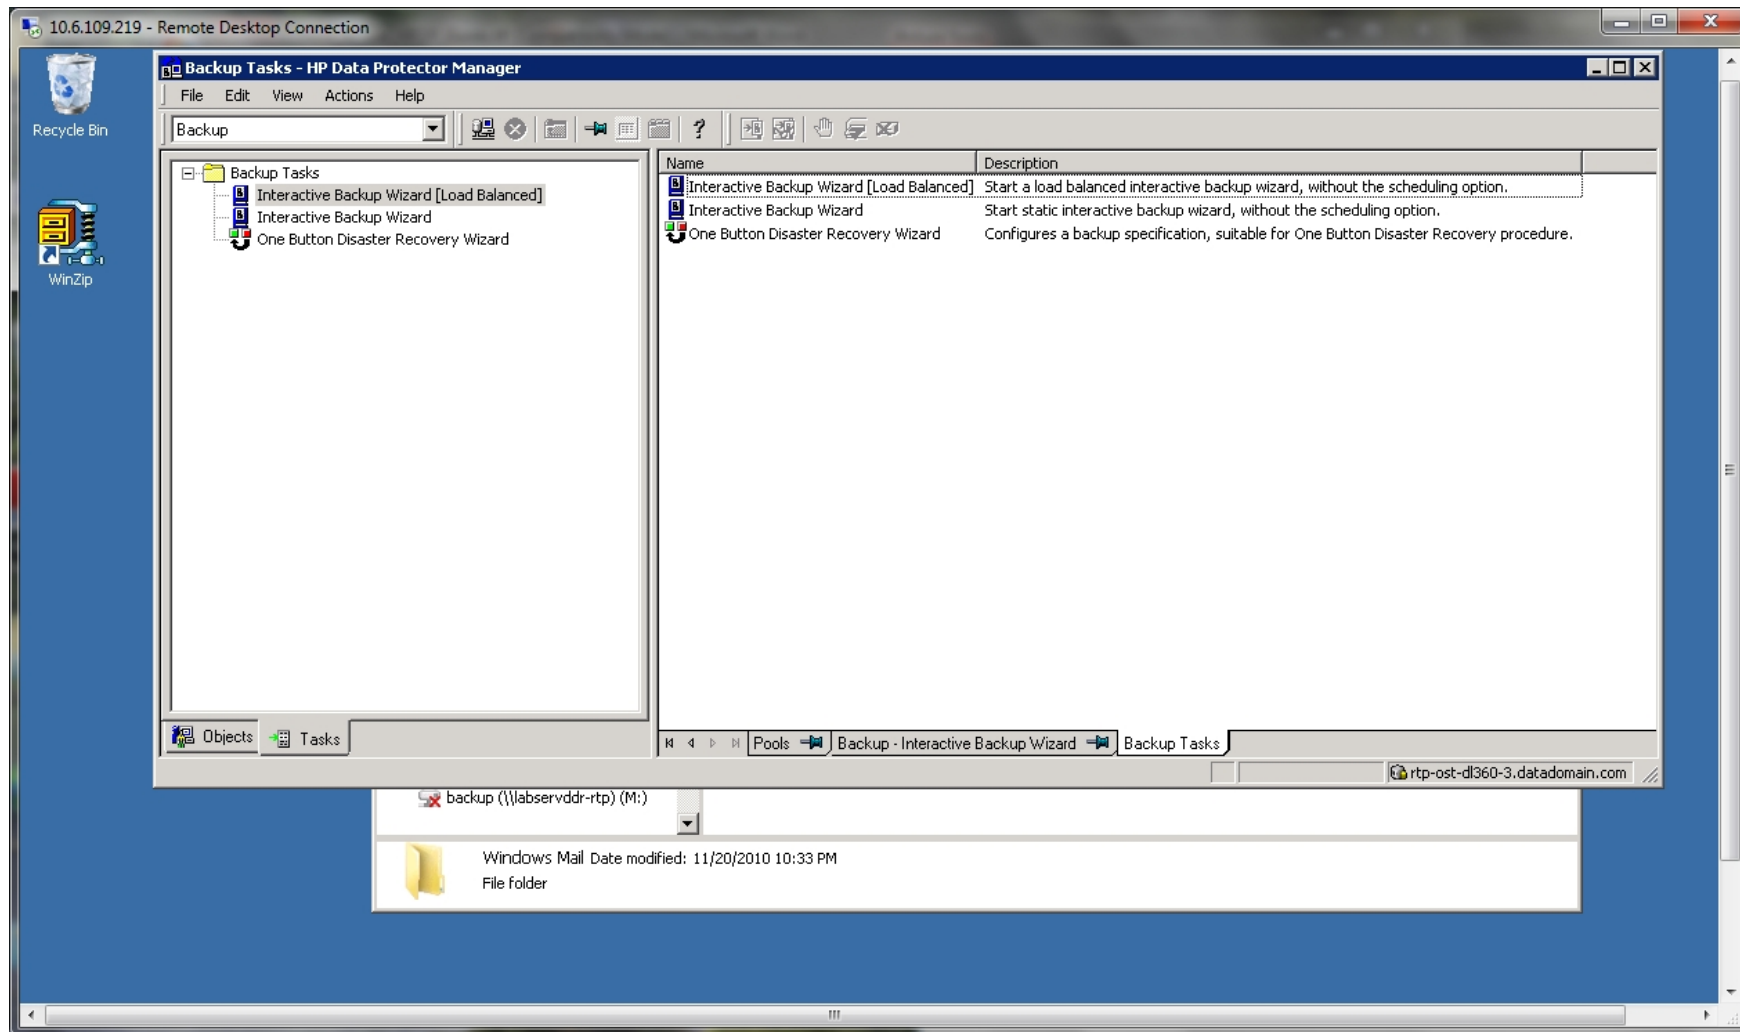 10.6.109.219 - Remote Desktop Connection
Recycle Bin
WinZip
Backup Tasks - HP Data Protector Manager
File Edit View Actions Help
Backup
Backup Tasks
Interactive Backup Wizard [Load Balanced]
Interactive Backup Wizard
One Button Disaster Recovery Wizard
Objects Tasks
Name Description
Interactive Backup Wizard [Load Balanced] Start a load balanced interactive backup wizard, without the scheduling option.
Interactive Backup Wizard Start static interactive backup wizard, without the scheduling option.
One Button Disaster Recovery Wizard Configures a backup specification, suitable for One Button Disaster Recovery procedure.
Pools Backup - Interactive Backup Wizard Backup Tasks
rtp-ost-dl360-3.datadomain.com
backup (\\labservddr-rtp) (M:)
Windows Mail Date modified: 11/20/2010 10:33 PM
File folder